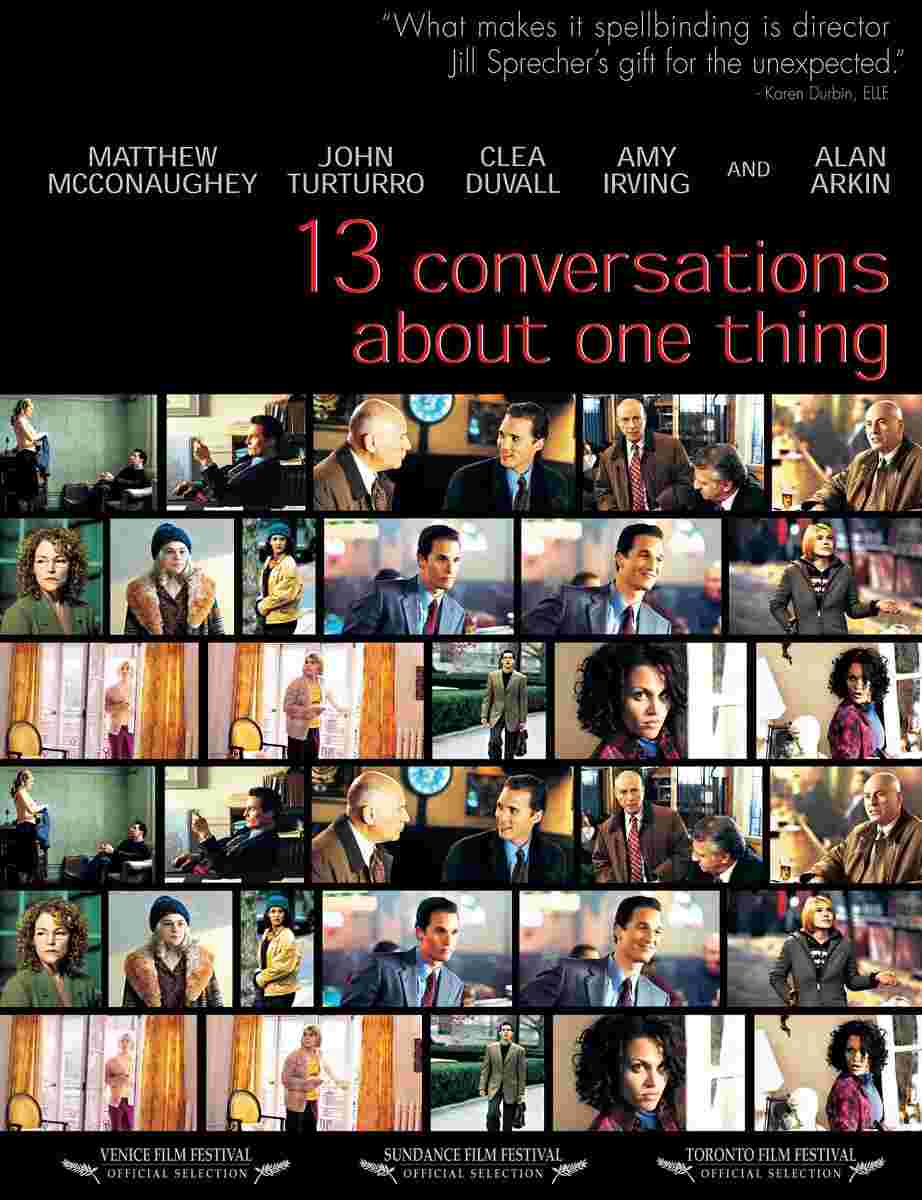 “What makes it spellbinding is director
Jill Sprecher’s gift for the unexpected.”
- Karen Durbin, ELLE
MATTHEW MCCONAUGHEY
JOHN TURTURRO
CLEA DUVALL
AMY IRVING
AND
ALAN ARKIN
13 conversations
about one thing
VENICE FILM FESTIVAL
OFFICIAL SELECTION
SUNDANCE FILM FESTIVAL
OFFICIAL SELECTION
TORONTO FILM FESTIVAL
OFFICIAL SELECTION